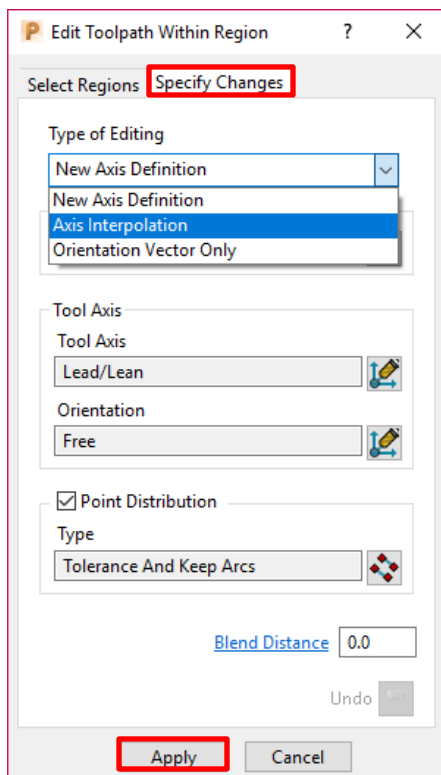 Edit Toolpath Within Region ?
Select Regions Specify Changes
Type of Editing
New Axis Definition
New Axis Definition
Axis Interpolation
Orientation Vector Only
Tool Axis
Tool Axis
Lead/Lean
Orientation
Free
Point Distribution
Type
Tolerance And Keep Arcs
Blend Distance 0.0
Undo
Apply Cancel